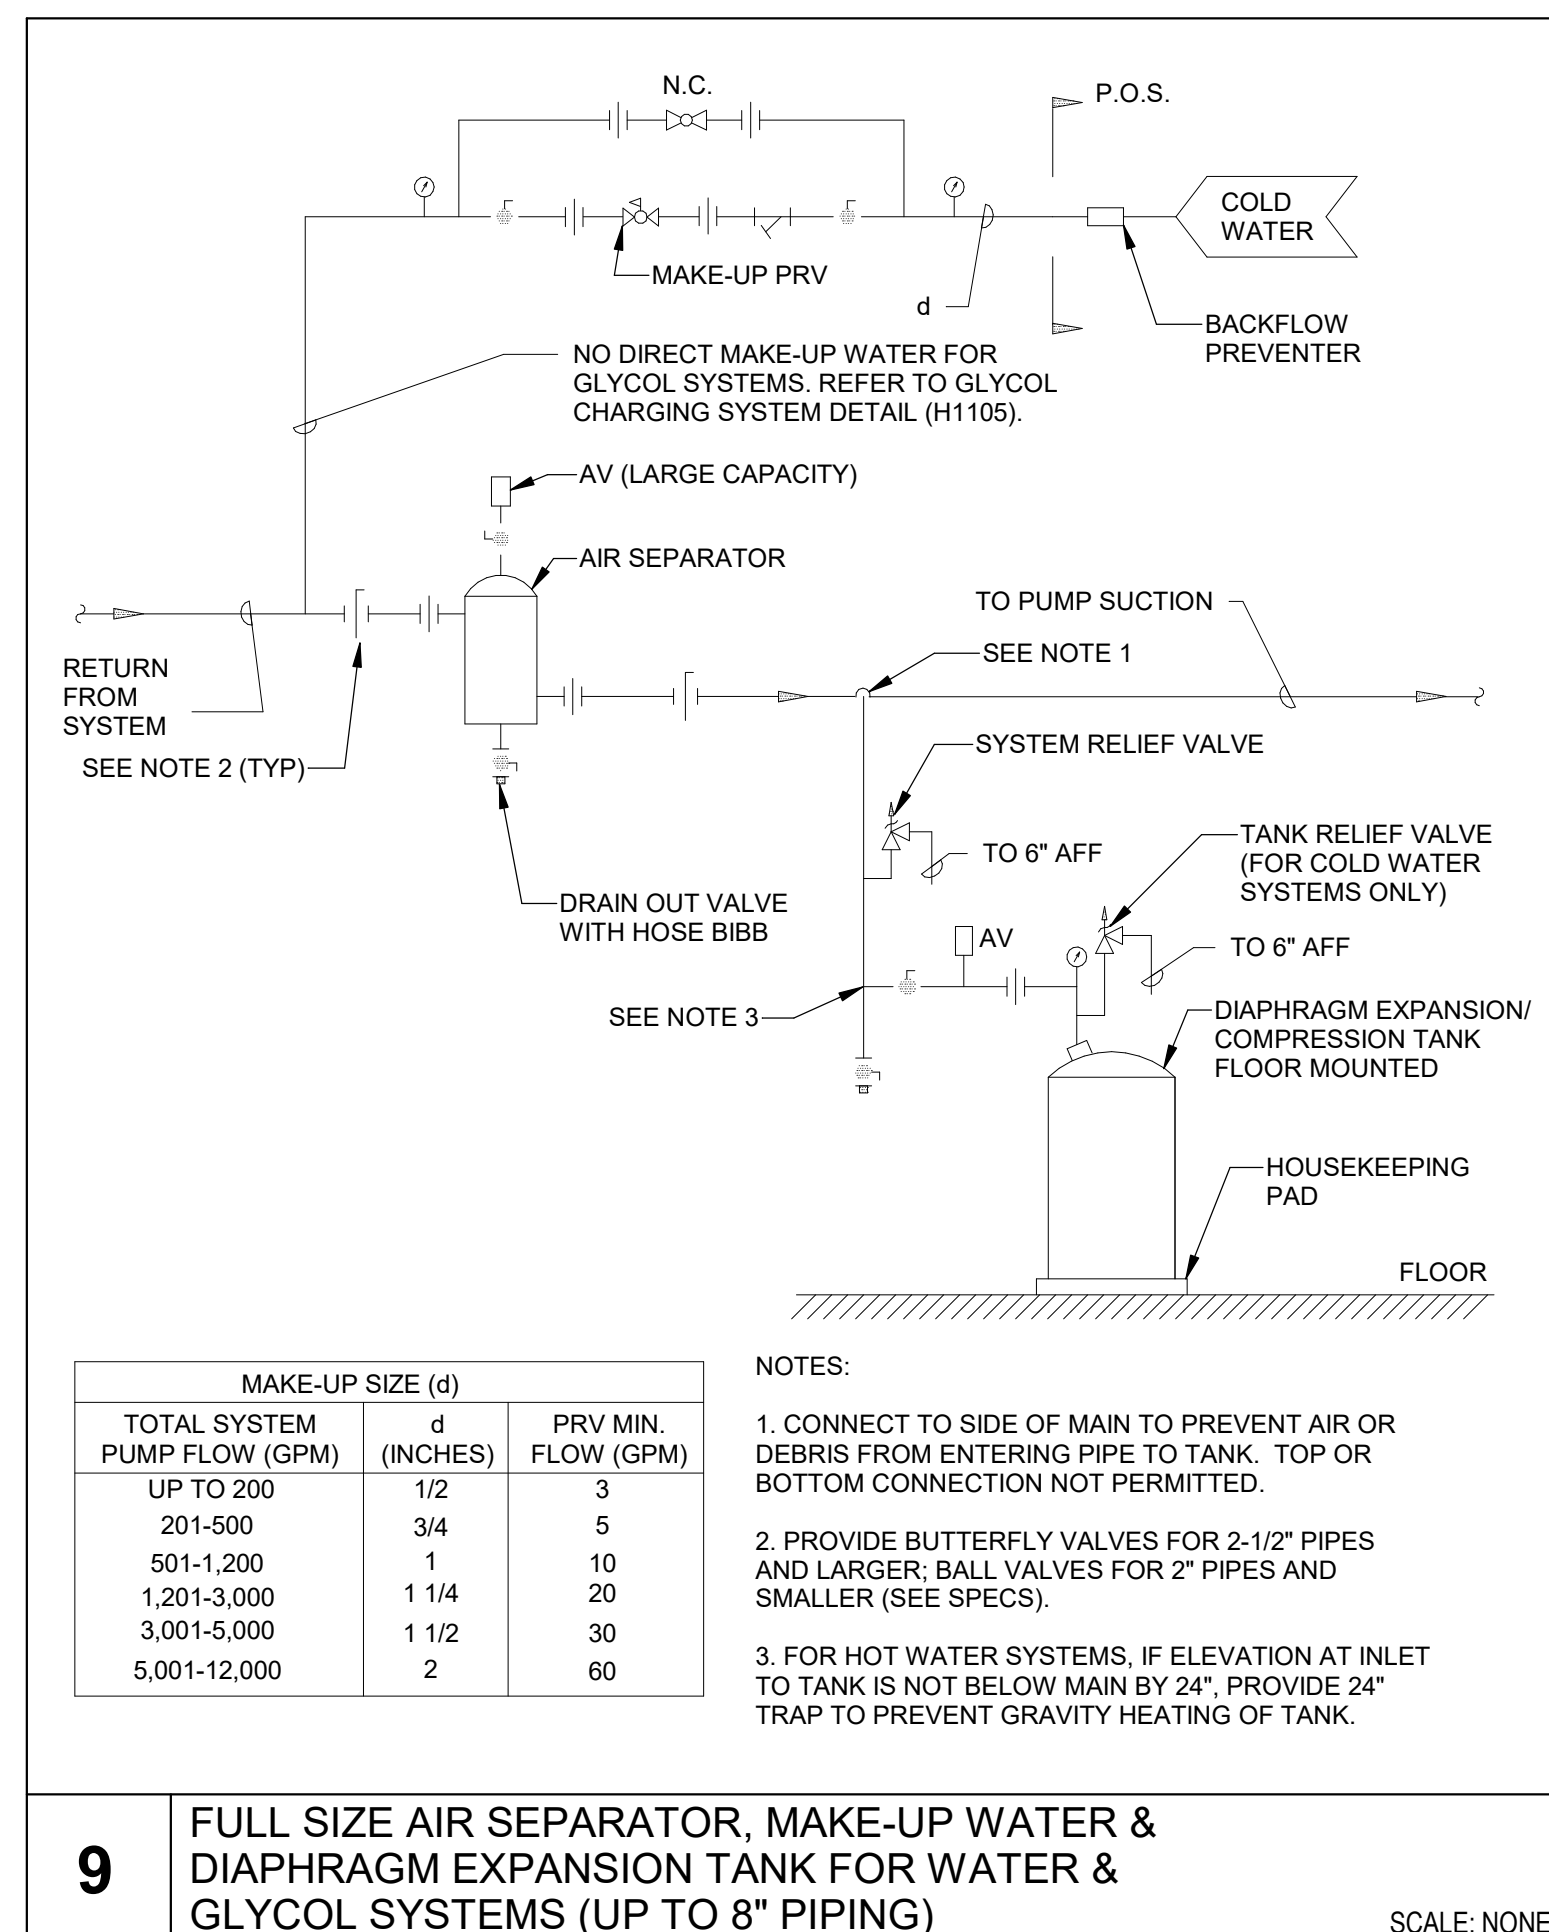 N.C.
P.O.S.
COLD
WATER
MAKE-UP PRV
d
BACKFLOW
PREVENTER
NO DIRECT MAKE-UP WATER FOR
GLYCOL SYSTEMS. REFER TO GLYCOL
CHARGING SYSTEM DETAIL (H1105).
AV (LARGE CAPACITY)
AIR SEPARATOR
TO PUMP SUCTION
SEE NOTE 1
RETURN
FROM
SYSTEM
SEE NOTE 2 (TYP)
SYSTEM RELIEF VALVE
TO 6" AFF
TANK RELIEF VALVE
(FOR COLD WATER
SYSTEMS ONLY)
DRAIN OUT VALVE
WITH HOSE BIBB
AV
TO 6" AFF
SEE NOTE 3
DIAPHRAGM EXPANSION/
COMPRESSION TANK
FLOOR MOUNTED
HOUSEKEEPING
PAD
FLOOR
MAKE-UP SIZE (d)
TOTAL SYSTEM PUMP FLOW (GPM) d (INCHES) PRV MIN. FLOW (GPM)
UP TO 200 1/2 3
201-500 3/4 5
501-1,200 1 10
1,201-3,000 1 1/4 20
3,001-5,000 1 1/2 30
5,001-12,000 2 60
NOTES:
1. CONNECT TO SIDE OF MAIN TO PREVENT AIR OR
DEBRIS FROM ENTERING PIPE TO TANK. TOP OR
BOTTOM CONNECTION NOT PERMITTED.
2. PROVIDE BUTTERFLY VALVES FOR 2-1/2" PIPES
AND LARGER; BALL VALVES FOR 2" PIPES AND
SMALLER (SEE SPECS).
3. FOR HOT WATER SYSTEMS, IF ELEVATION AT INLET
TO TANK IS NOT BELOW MAIN BY 24", PROVIDE 24"
TRAP TO PREVENT GRAVITY HEATING OF TANK.
9
FULL SIZE AIR SEPARATOR, MAKE-UP WATER &
DIAPHRAGM EXPANSION TANK FOR WATER &
GLYCOL SYSTEMS (UP TO 8" PIPING)
SCALE: NONE